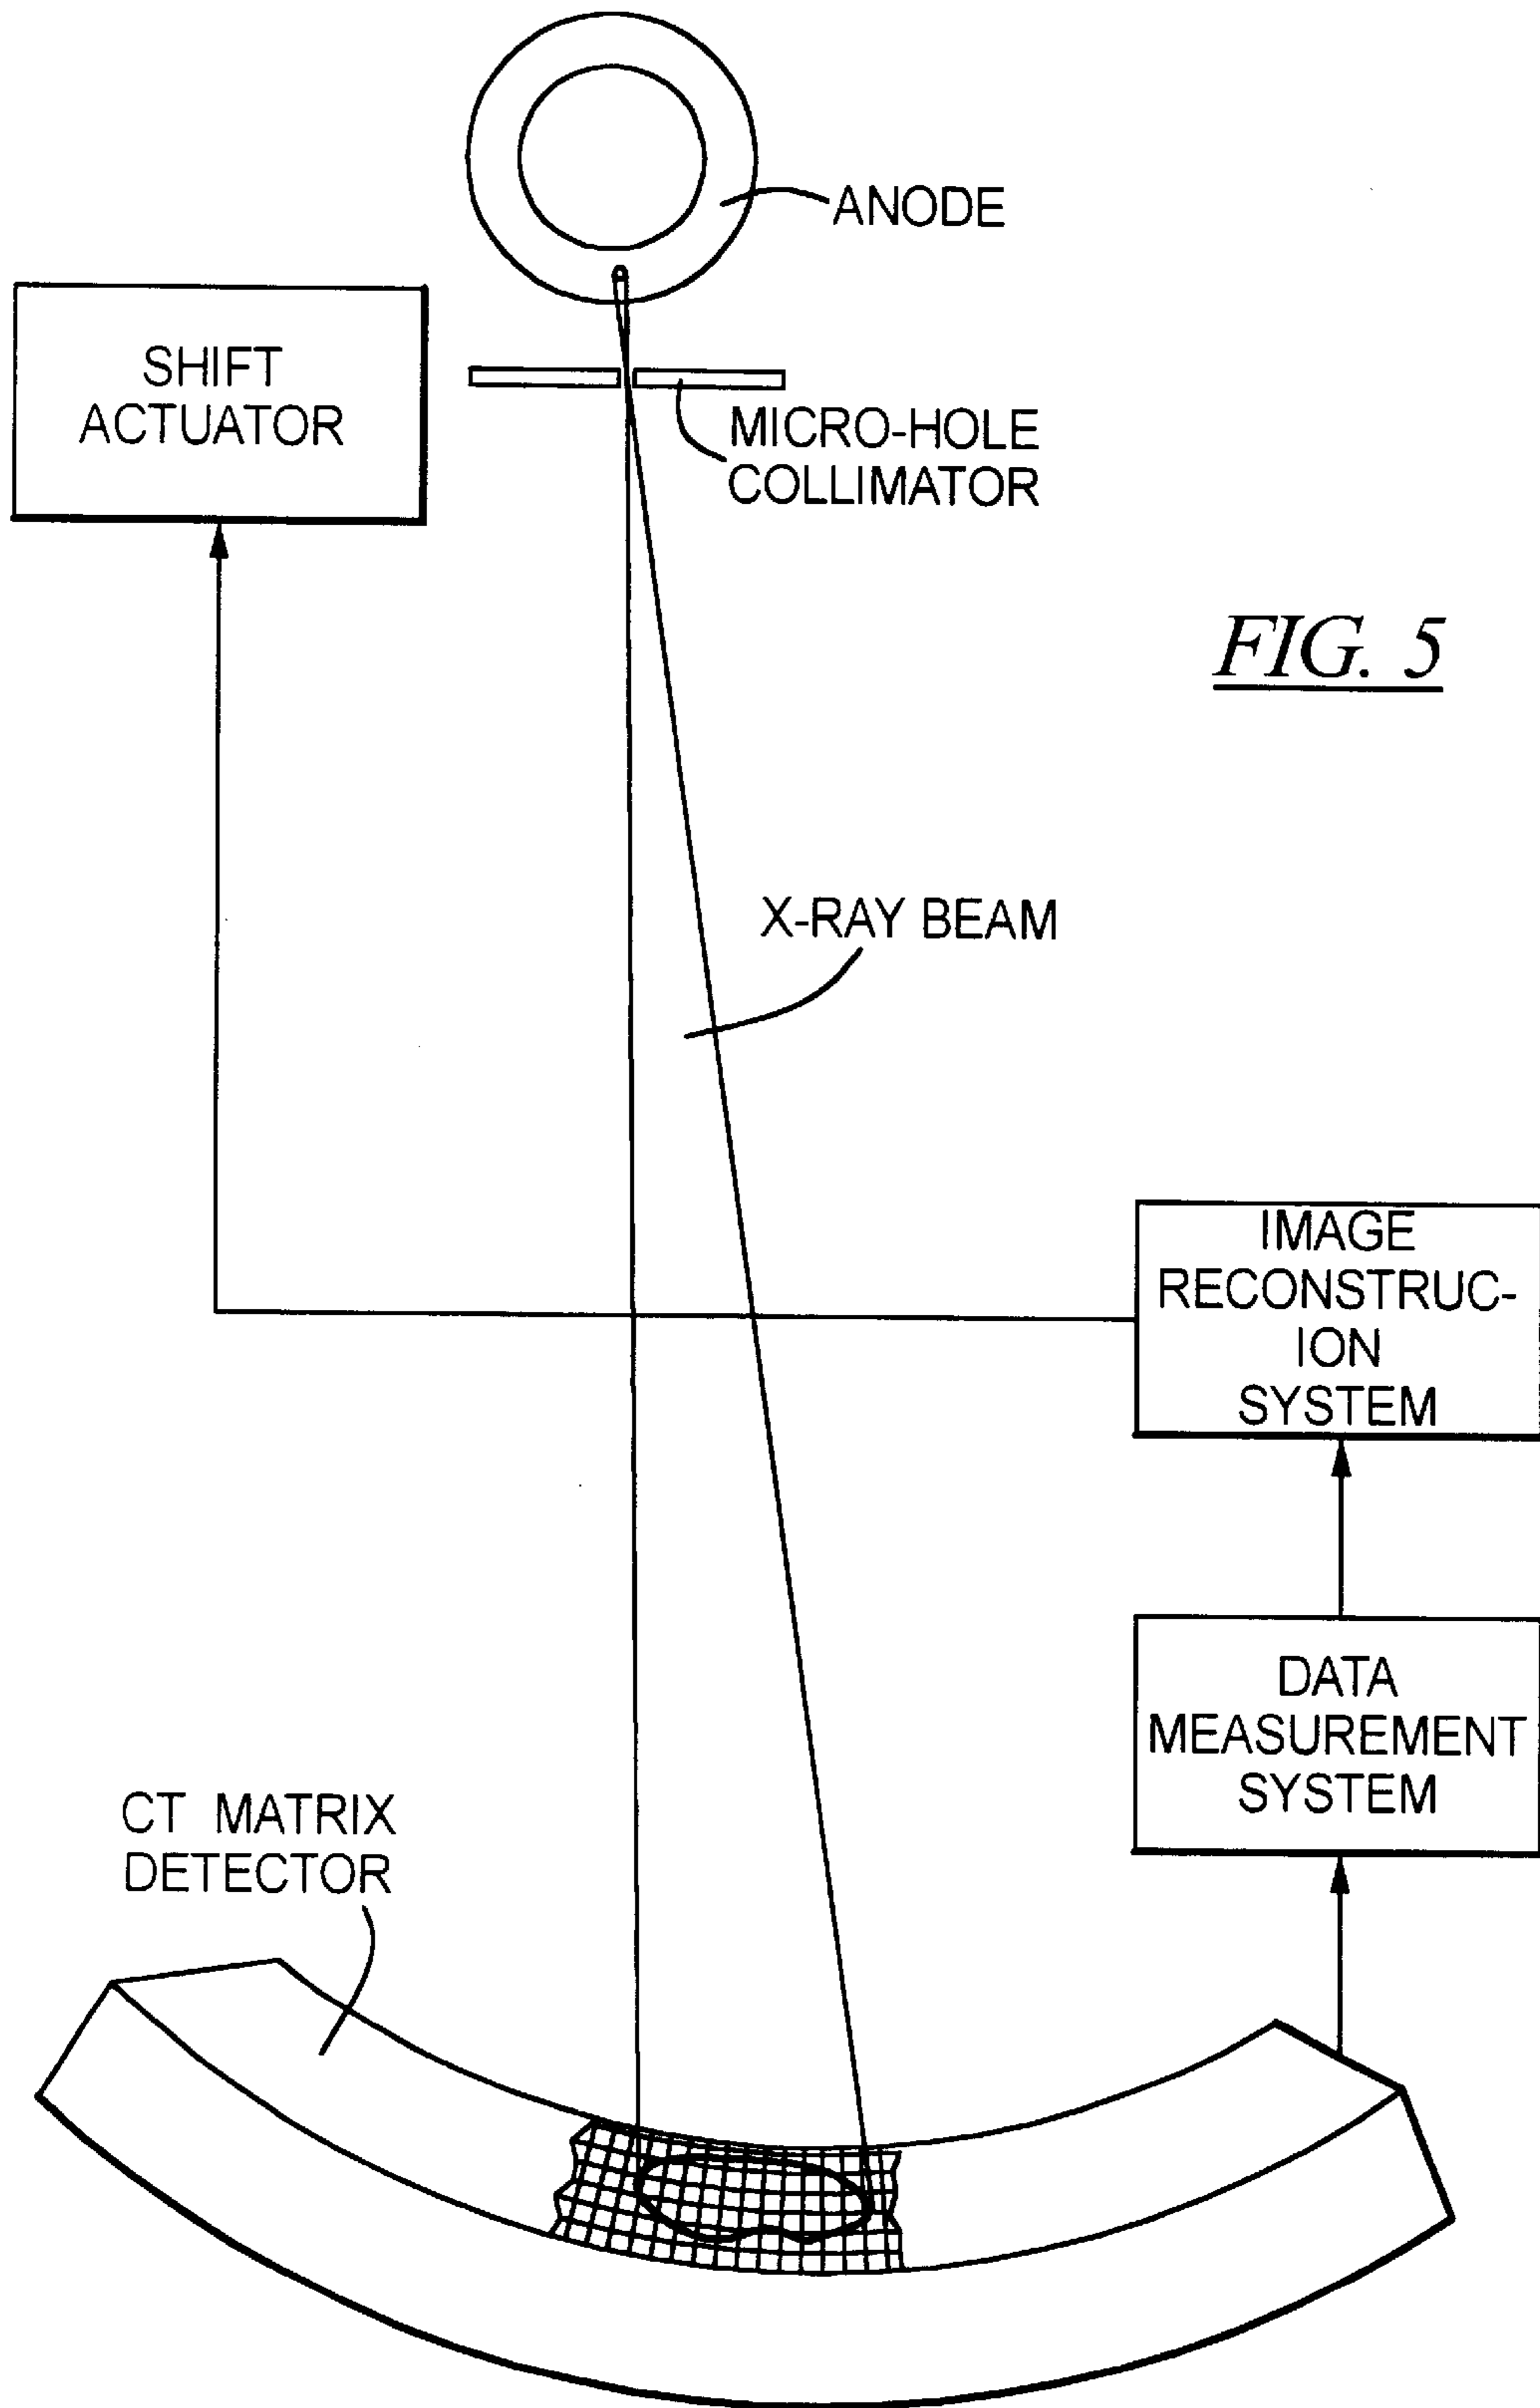 ANODE
SHIFT
ACTUATOR
MICRO-HOLE
COLLIMATOR
FIG. 5
X-RAY BEAM
IMAGE
RECONSTRUC-
ION
SYSTEM
DATA
MEASUREMENT
SYSTEM
CT MATRIX
DETECTOR